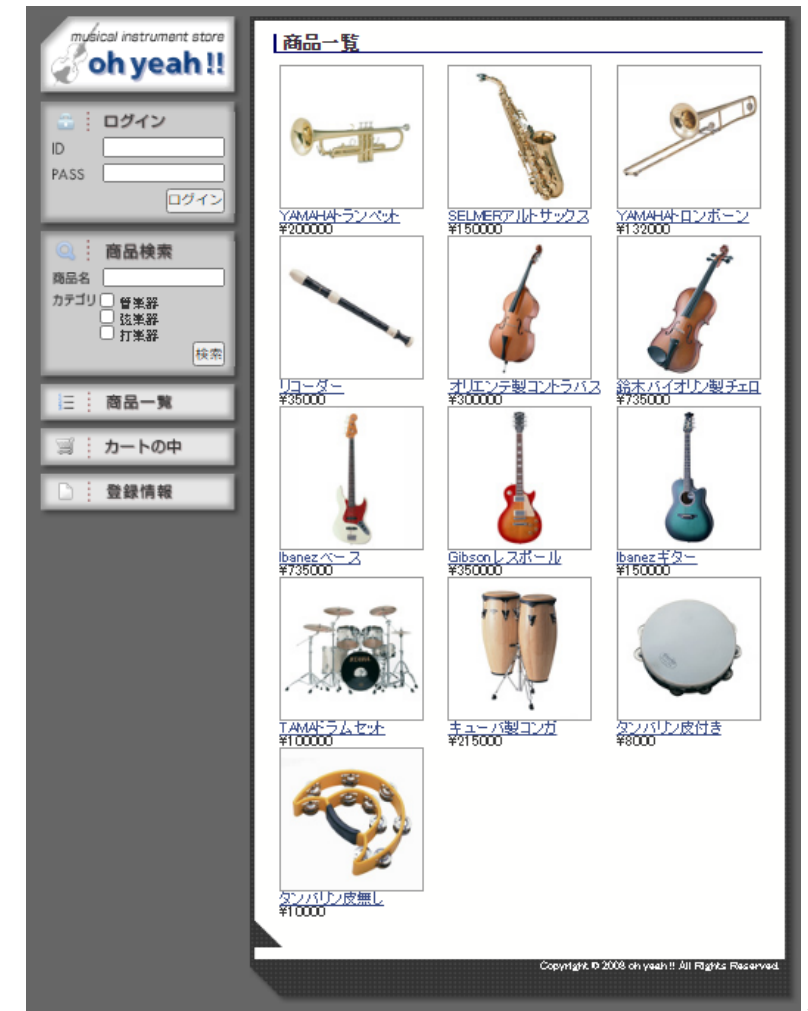 musical instrument store
oh yeah!!
ログイン
ID
PASS
ログイン
商品検索
商品名
カテゴリ
管楽器
弦楽器
打楽器
検索
商品一覧
カートの中
登録情報
商品一覧
YAMAHAトランペット
¥200000
SELMERアルトサックス
¥150000
YAMAHAトロンボーン
¥132000
リコーダー
¥35000
オリエンテ製コントラバス
¥300000
鈴木バイオリン製チェロ
¥735000
Ibanezベース
¥735000
Gibsonレスポール
¥350000
Ibanezギター
¥150000
TAMAドラムセット
¥100000
キューバ製コンガ
¥215000
タンバリン皮付き
¥8000
タンバリン皮無し
¥10000
Copyright © 2008 oh yeah!! All Rights Reserved.